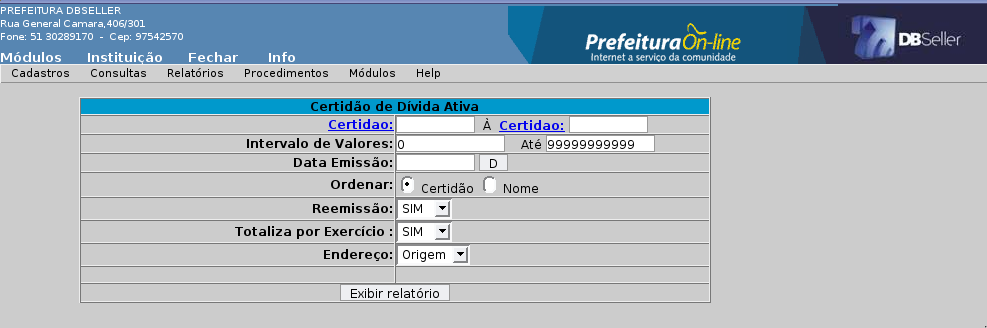 PREFEITURA DBSELLER
Rua General Camara,406/301
Fone: 51 30289170 - Cep: 97542570
PrefeituraOn-line
Internet a serviço da comunidade
DBSeller
Módulos Instituição Fechar Info
Cadastros Consultas Relatórios Procedimentos Módulos Help
Certidão de Dívida Ativa
Certidao: À Certidao:
Intervalo de Valores: 0 Até 99999999999
Data Emissão: D
Ordenar: Certidão Nome
Reemissão: SIM
Totaliza por Exercício : SIM
Endereço: Origem
Exibir relatório